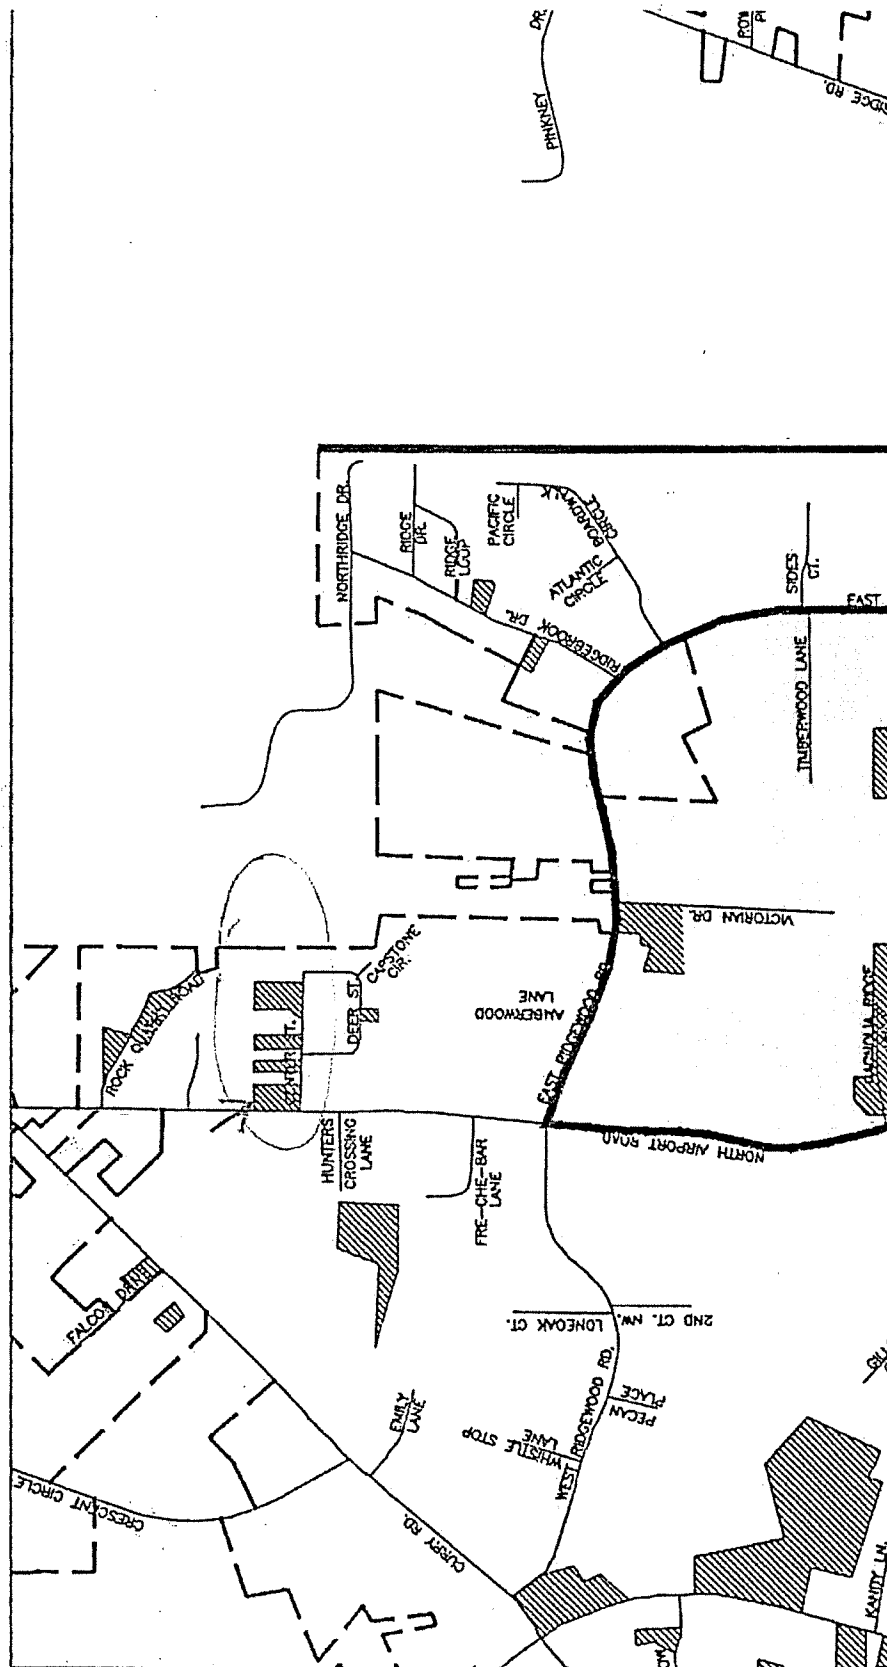 DR.
PINKNEY
RIDGE RD.
NORTHRIDGE DR.
RIDGE
DR.
RIDGE
LOOP
PACIFIC
CIRCLE
BOARDWALK
CIRCLE
ATLANTIC
CIRCLE
RIDGEBROOK DR.
SIDES
CT.
EAST
TIMBERWOOD LANE
VICTORIAN DR.
ROCK QUARRY ROAD
CAPSTONE
CIR.
DEER ST.
AMBERWOOD
LANE
EAST RIDGEWOOD RD.
MAGNOLIA RIDGE
NORTH AIRPORT ROAD
HUNTERS
CROSSING
LANE
FRE-CHE-BAR
LANE
FALCON DR.
LONEOAK CT.
2ND CT. NW.
EMILY
LANE
WHISTLE STOP
LANE
WEST RIDGEWOOD RD.
PECAN
PLACE
CRESCENT CIRCLE
CURRY RD.
KANDY LN.